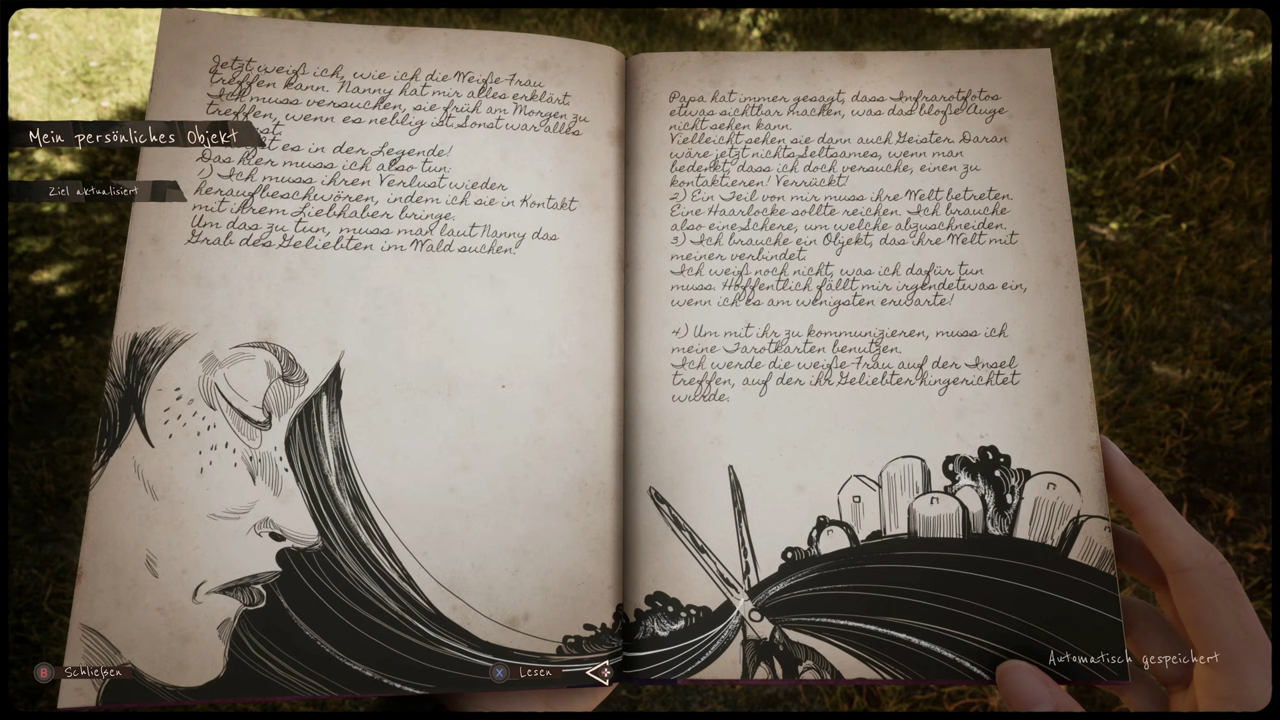 Jetzt weiß ich, wie ich die Weiße Frau
treffen kann. Nanny hat mir alles erklärt.
Ich muss versuchen, sie früh am Morgen zu
treffen, wenn es neblig ist. Sonst war alles
st.
st es in der Legende!
Das hier muss ich also tun:
1) Ich muss ihren Verlust wieder
heraufbeschwören, indem ich sie in Kontakt
mit ihrem Liebhaber bringe.
Um das zu tun, muss man laut Nanny das
Grab des Geliebten im Wald suchen.
Mein persönliches Objekt
Ziel aktualisiert
Papa hat immer gesagt, dass Infrarotfotos
etwas sichtbar machen, was das bloße Auge
nicht sehen kann.
Vielleicht sehen sie dann auch Geister. Daran
wäre jetzt nichts Seltsames, wenn man
bedenkt, dass ich doch versuche, einen zu
kontaktieren! Verrückt!
2) Ein Teil von mir muss ihre Welt betreten.
Eine Haarlocke sollte reichen. Ich brauche
also eine Schere, um welche abzuschneiden.
3) Ich brauche ein Objekt, das ihre Welt mit
meiner verbindet.
Ich weiß noch nicht, was ich dafür tun
muss. Hoffentlich fällt mir irgendetwas ein,
wenn ich es am wenigsten erwarte!
4) Um mit ihr zu kommunizieren, muss ich
meine Tarotkarten benutzen.
Ich werde die weiße Frau auf der Insel
treffen, auf der ihr Geliebter hingerichtet
wurde.
B Schließen
X Lesen
Automatisch gespeichert